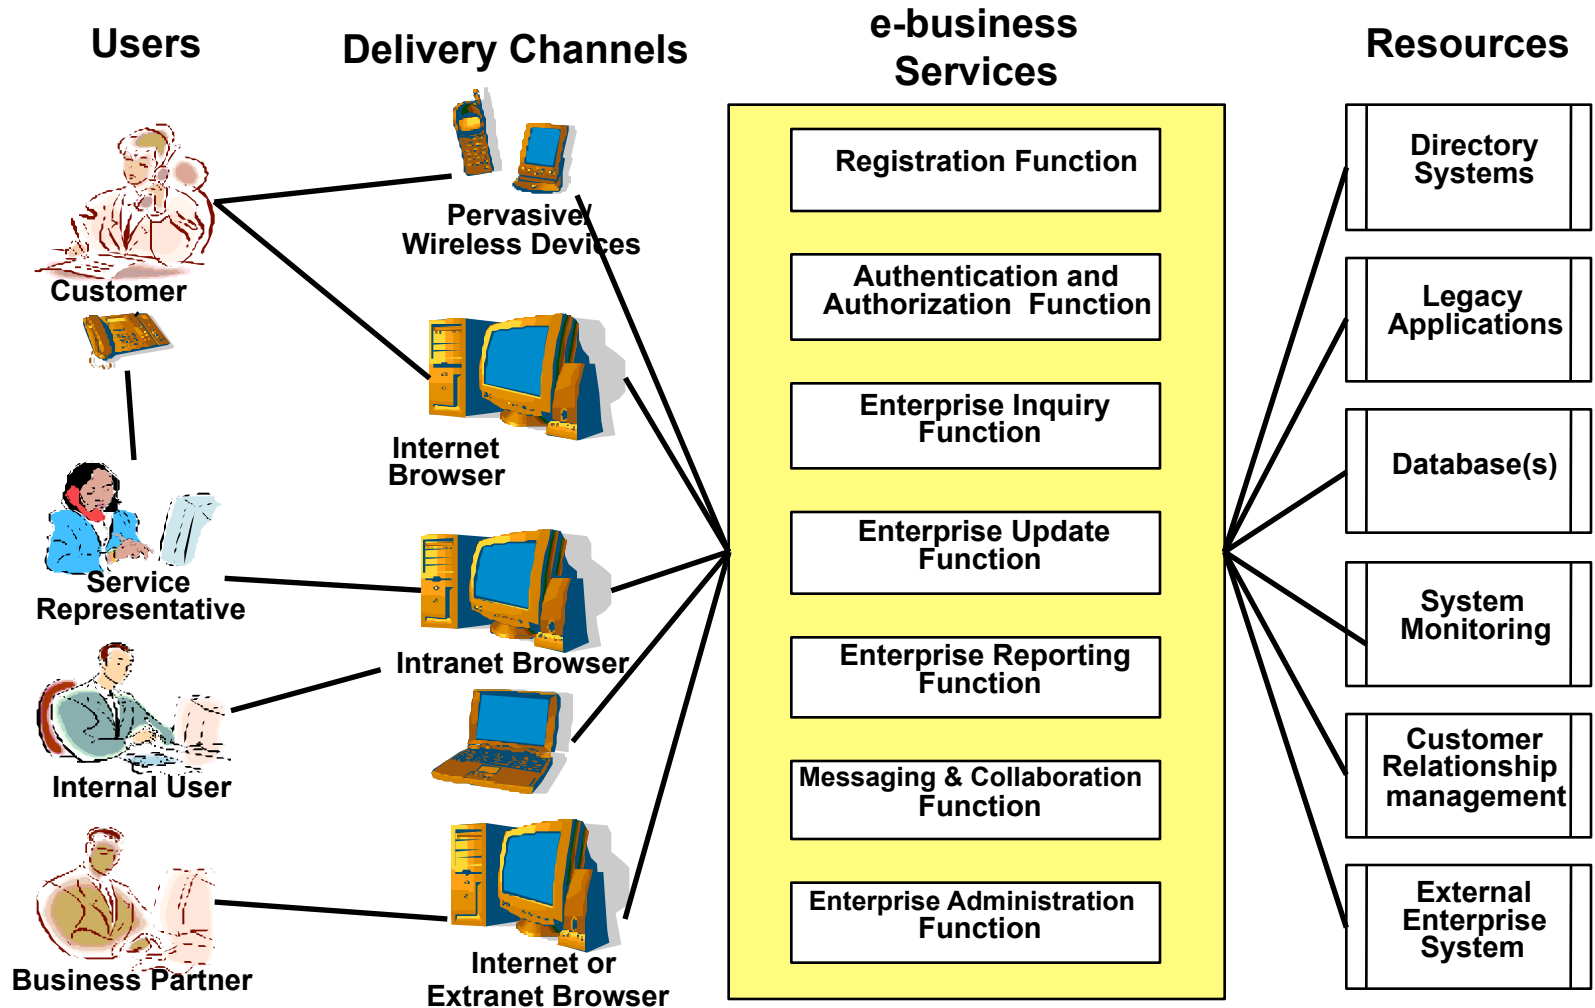 Users
Delivery Channels
e-business
Services
Resources
Customer
Service
Representative
Internal User
Business Partner
Pervasive/
Wireless Devices
Internet
Browser
Intranet Browser
Internet or
Extranet Browser
Registration Function
Authentication and
Authorization Function
Enterprise Inquiry
Function
Enterprise Update
Function
Enterprise Reporting
Function
Messaging & Collaboration
Function
Enterprise Administration
Function
Directory
Systems
Legacy
Applications
Database(s)
System
Monitoring
Customer
Relationship
management
External
Enterprise
System